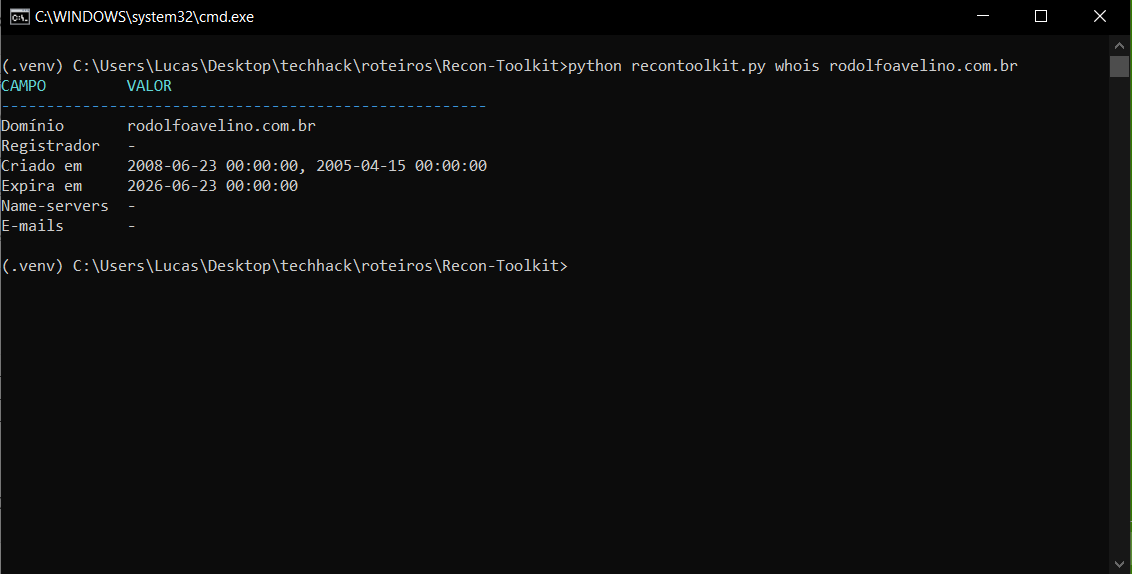 C:\WINDOWS\system32\cmd.exe
(.venv) C:\Users\Lucas\Desktop\techhack\roteiros\Recon-Toolkit>python recontoolkit.py whois rodolfoavelino.com.br
CAMPO         VALOR
------------------------------------------------------
Domínio       rodolfoavelino.com.br
Registrador   -
Criado em     2008-06-23 00:00:00, 2005-04-15 00:00:00
Expira em     2026-06-23 00:00:00
Name-servers  -
E-mails       -
(.venv) C:\Users\Lucas\Desktop\techhack\roteiros\Recon-Toolkit>